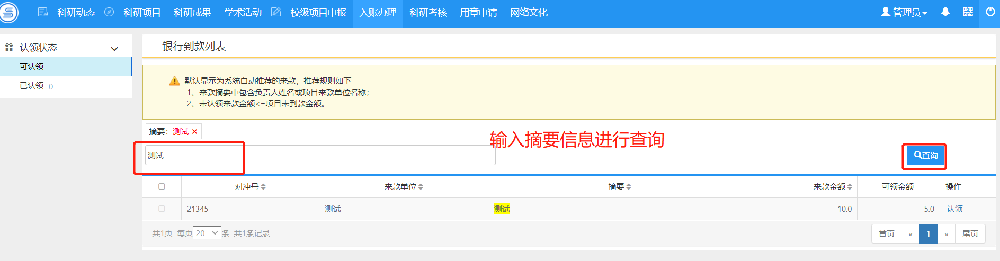 科研动态 科研项目 科研成果 学术活动 校级项目申报 入账办理 科研考核 用章申请 网络文化 管理员
认领状态
可认领
已认领 0
银行到款列表
默认显示为系统自动推荐的来款，推荐规则如下
1、来款摘要中包含负责人姓名或项目来款单位名称；
2、未认领来款金额<=项目未到款金额。
摘要：测试 ×
输入摘要信息进行查询
测试
查询
对冲号 来款单位 摘要 来款金额 可领金额 操作
21345 测试 测试 10.0 5.0 认领
共1页 每页 20 条 共1条记录
首页 « 1 » 尾页